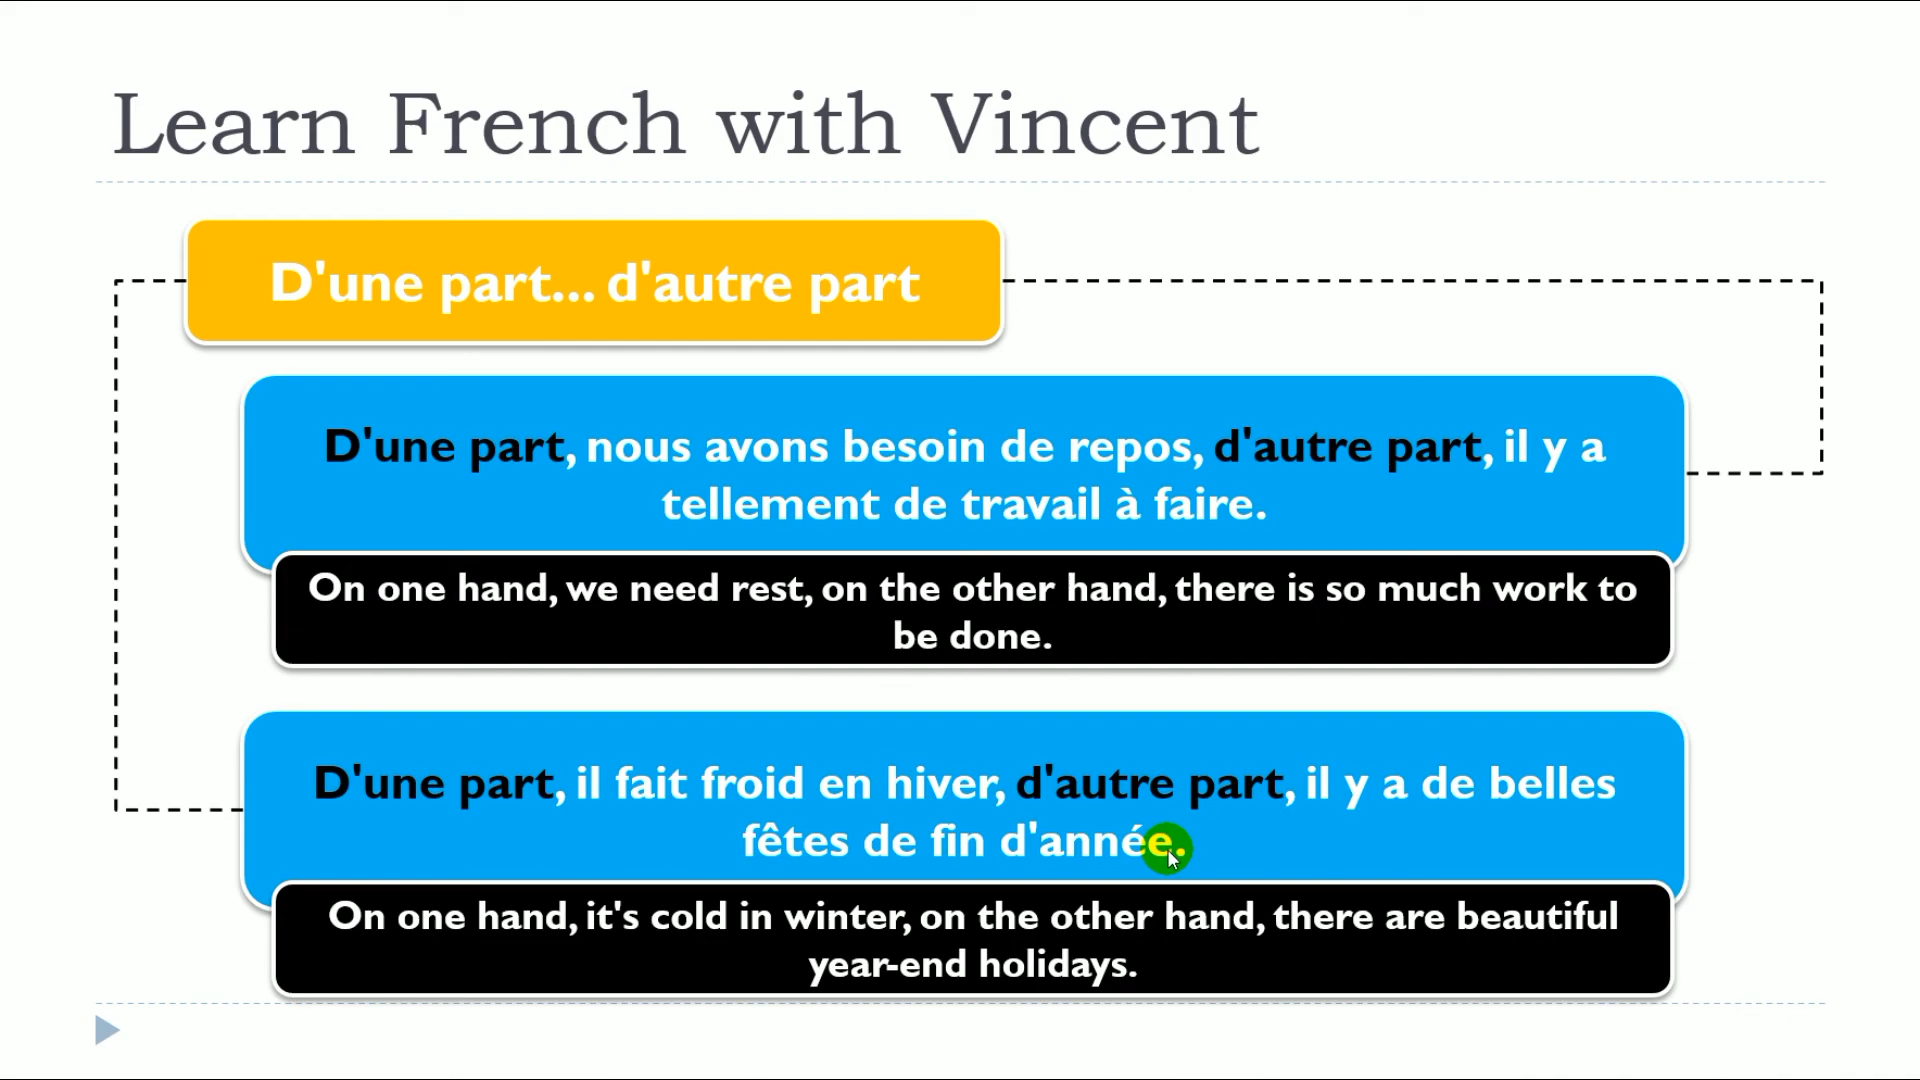 Learn French with Vincent
D'une part... d'autre part
D'une part, nous avons besoin de repos, d'autre part, il y a
tellement de travail à faire.
On one hand, we need rest, on the other hand, there is so much work to
be done.
D'une part, il fait froid en hiver, d'autre part, il y a de belles
fêtes de fin d'année.
On one hand, it's cold in winter, on the other hand, there are beautiful
year-end holidays.